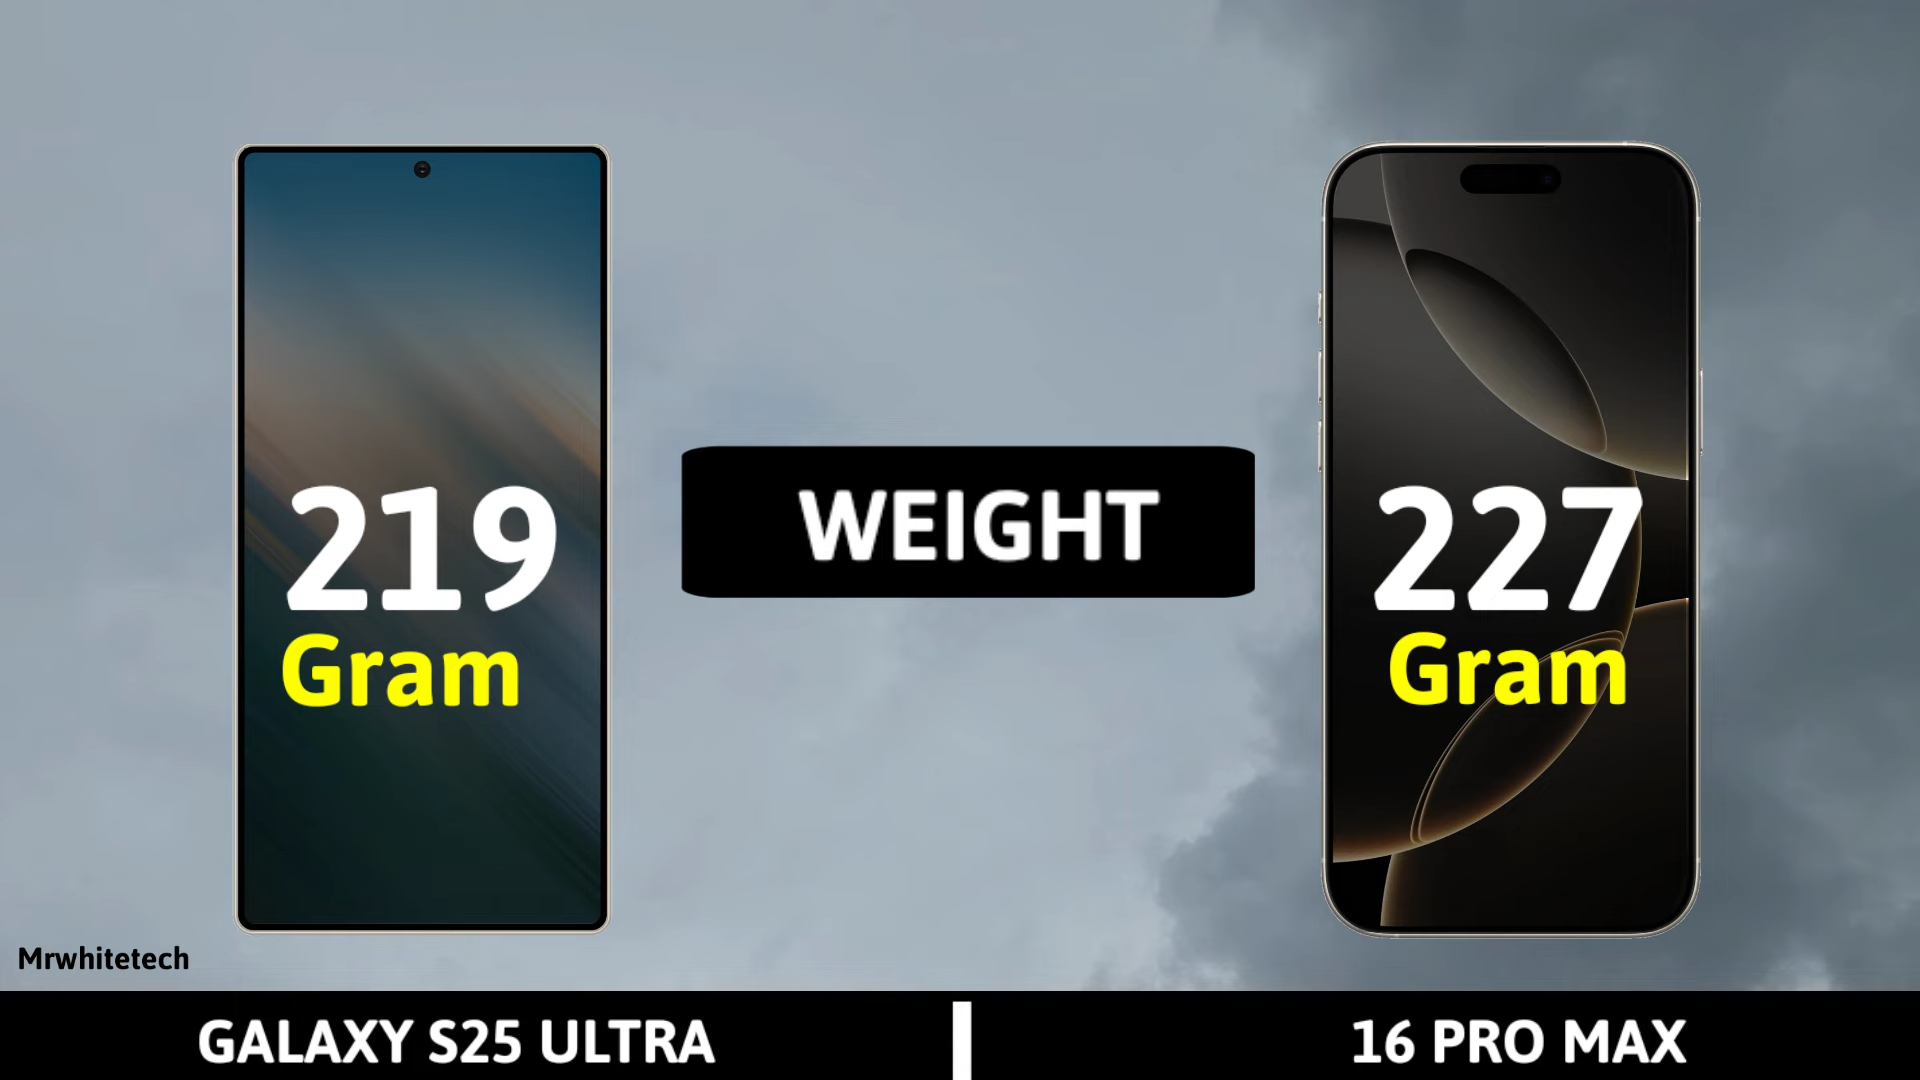 WEIGHT
219
Gram
227
Gram
Mrwhitetech
GALAXY S25 ULTRA
16 PRO MAX